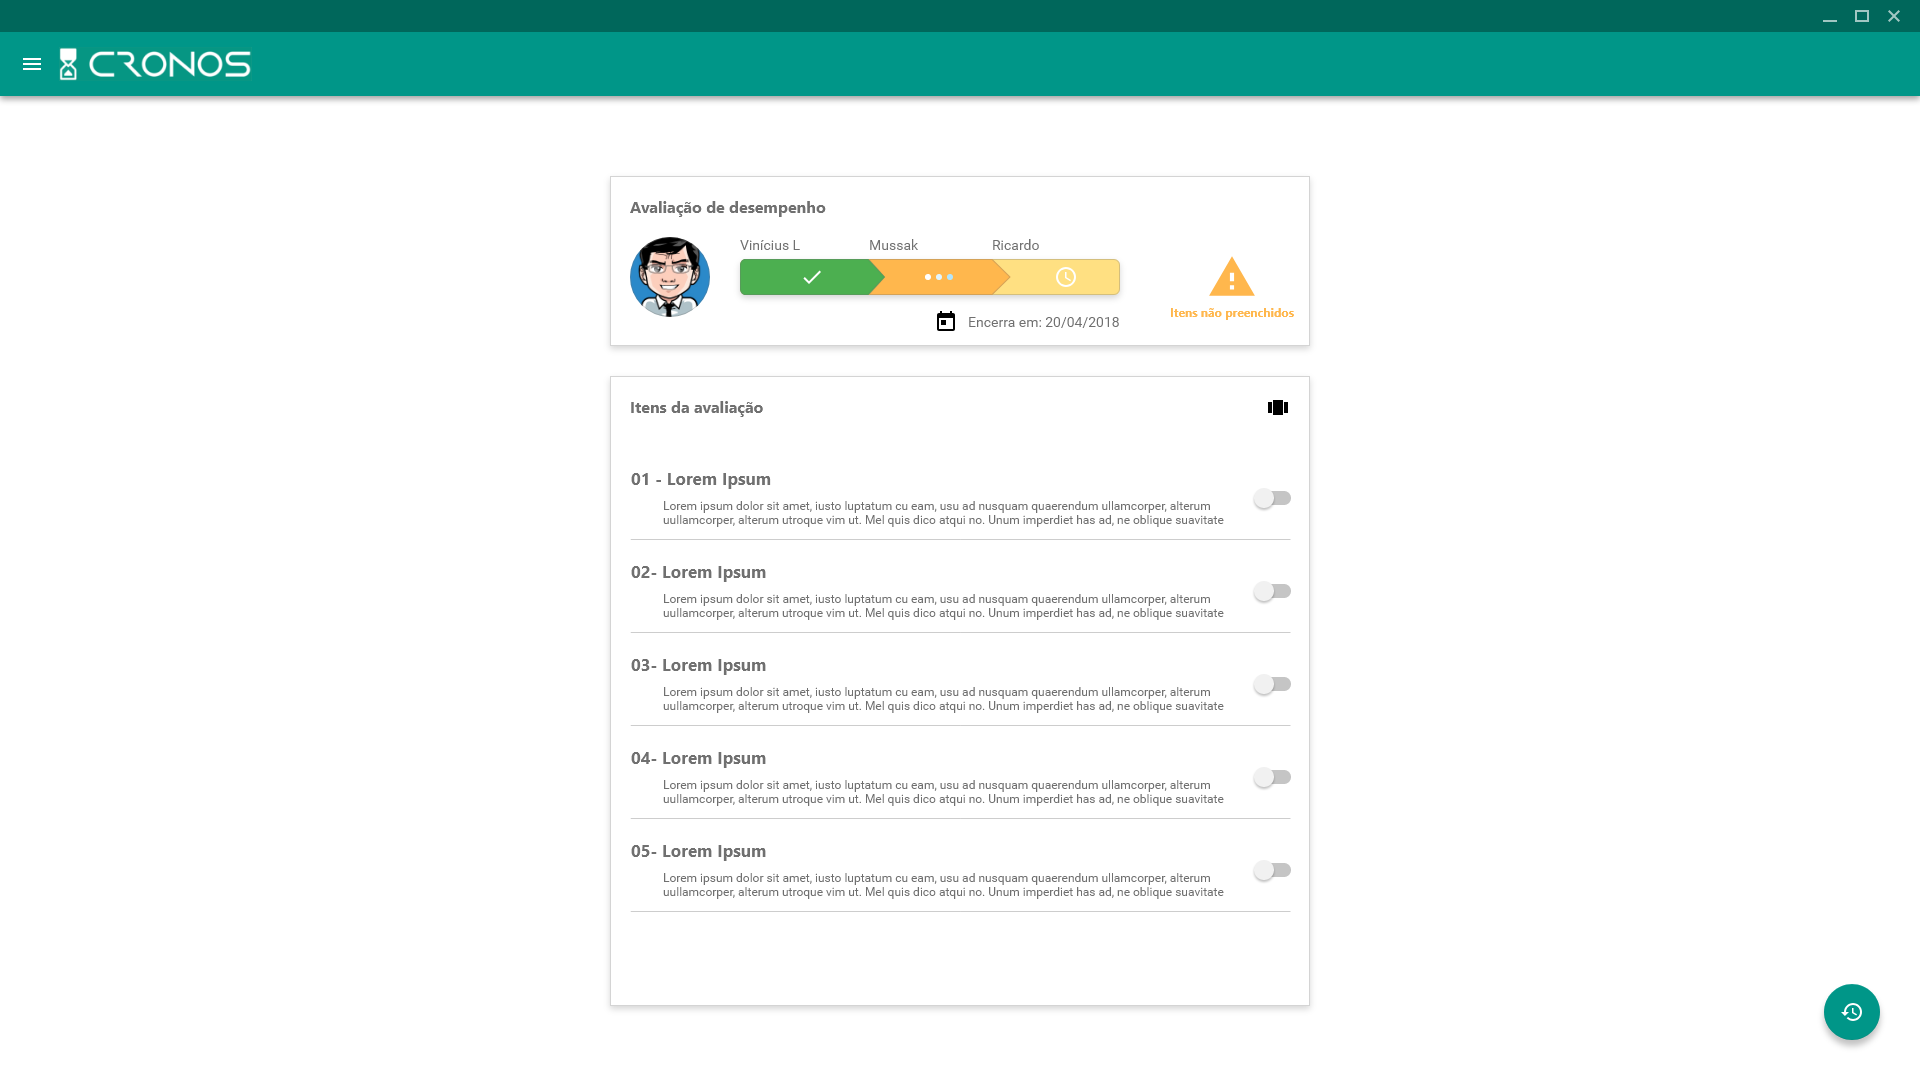 CRONOS
Avaliação de desempenho
Vinícius L
Mussak
Ricardo
Encerra em: 20/04/2018
Itens não preenchidos
Itens da avaliação
01 - Lorem Ipsum
Lorem ipsum dolor sit amet, iusto luptatum cu eam, usu ad nusquam quaerendum ullamcorper, alterum
uullamcorper, alterum utroque vim ut. Mel quis dico atqui no. Unum imperdiet has ad, ne oblique suavitate
02- Lorem Ipsum
Lorem ipsum dolor sit amet, iusto luptatum cu eam, usu ad nusquam quaerendum ullamcorper, alterum
uullamcorper, alterum utroque vim ut. Mel quis dico atqui no. Unum imperdiet has ad, ne oblique suavitate
03- Lorem Ipsum
Lorem ipsum dolor sit amet, iusto luptatum cu eam, usu ad nusquam quaerendum ullamcorper, alterum
uullamcorper, alterum utroque vim ut. Mel quis dico atqui no. Unum imperdiet has ad, ne oblique suavitate
04- Lorem Ipsum
Lorem ipsum dolor sit amet, iusto luptatum cu eam, usu ad nusquam quaerendum ullamcorper, alterum
uullamcorper, alterum utroque vim ut. Mel quis dico atqui no. Unum imperdiet has ad, ne oblique suavitate
05- Lorem Ipsum
Lorem ipsum dolor sit amet, iusto luptatum cu eam, usu ad nusquam quaerendum ullamcorper, alterum
uullamcorper, alterum utroque vim ut. Mel quis dico atqui no. Unum imperdiet has ad, ne oblique suavitate